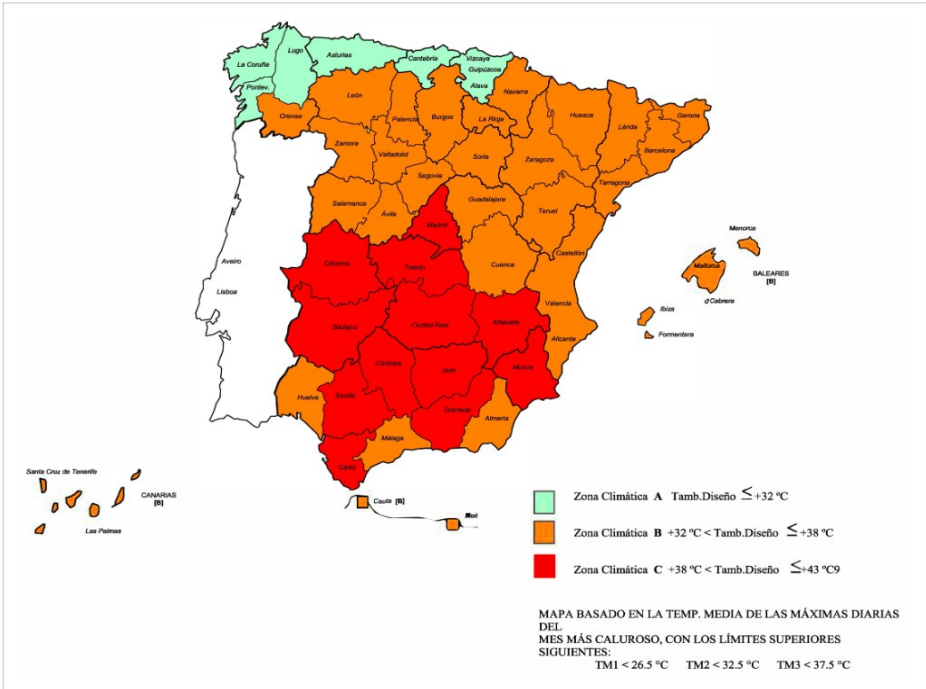 La Coruña
Lugo
Asturias
Cantabria
Vizcaya
Guipúzcoa
Alava
Pontev.
Orense
León
Palencia
Burgos
La Rioja
Navarra
Huesca
Lérida
Gerona
Barcelona
Zamora
Valladolid
Soria
Zaragoza
Segovia
Tarragona
Salamanca
Ávila
Guadalajara
Teruel
Madrid
Castellón
Menorca
Mallorca
BALEARES
[B]
Cabrera
Ibiza
Formentera
Aveiro
Lisboa
Cáceres
Toledo
Cuenca
Valencia
Badajoz
Ciudad Real
Albacete
Alicante
Córdoba
Jaén
Murcia
Huelva
Sevilla
Granada
Almería
Málaga
Cádiz
Santa Cruz de Tenerife
CANARIAS
[B]
Las Palmas
Ceuta [B]
Zona Climática A Tamb.Diseño ≤ +32 ºC
Zona Climática B +32 ºC < Tamb.Diseño ≤ +38 ºC
Zona Climática C +38 ºC < Tamb.Diseño ≤+43 ºC9
MAPA BASADO EN LA TEMP. MEDIA DE LAS MÁXIMAS DIARIAS
DEL
MES MÁS CALUROSO, CON LOS LÍMITES SUPERIORES
SIGUIENTES:
TM1 < 26.5 °C TM2 < 32.5 °C TM3 < 37.5 °C